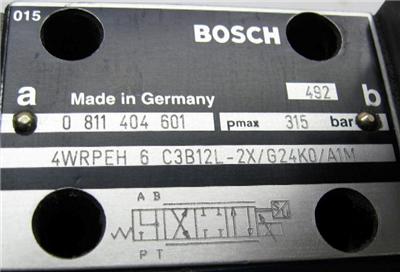 015
BOSCH
492
a Made in Germany b
0 811 404 601 pmax 315 bar
4WRPEH 6 C3B12L-2X/G24K0/A1M
A B
P T